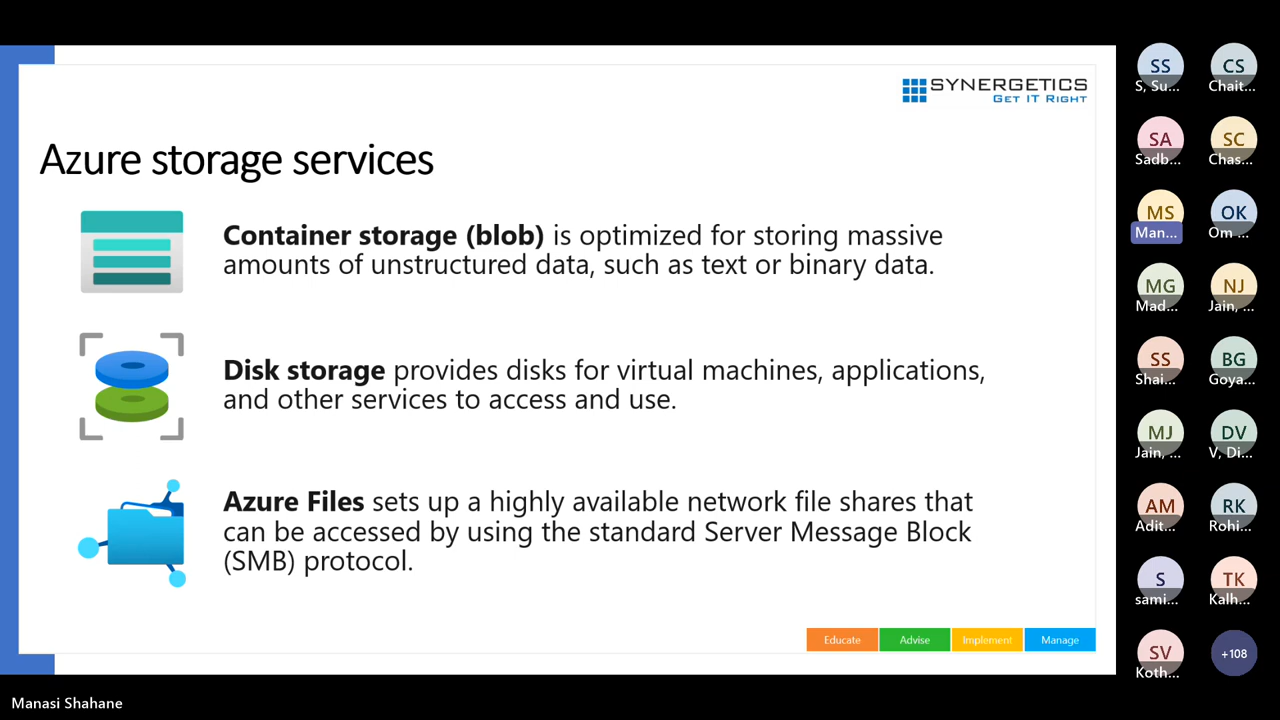 SYNERGETICS
GET IT RIGHT
Azure storage services
Container storage (blob) is optimized for storing massive
amounts of unstructured data, such as text or binary data.
Disk storage provides disks for virtual machines, applications,
and other services to access and use.
Azure Files sets up a highly available network file shares that
can be accessed by using the standard Server Message Block
(SMB) protocol.
Educate
Advise
Implement
Manage
SS
S, Su...
CS
Chait...
SA
Sadb...
SC
Chas...
MS
Man...
OK
Om ...
MG
Mad...
NJ
Jain, ...
SS
Shai...
BG
Goya...
MJ
Jain, ...
DV
V, Di...
AM
Adit...
RK
Rohi...
S
sami...
TK
Kalh...
SV
Koth...
+108
Manasi Shahane